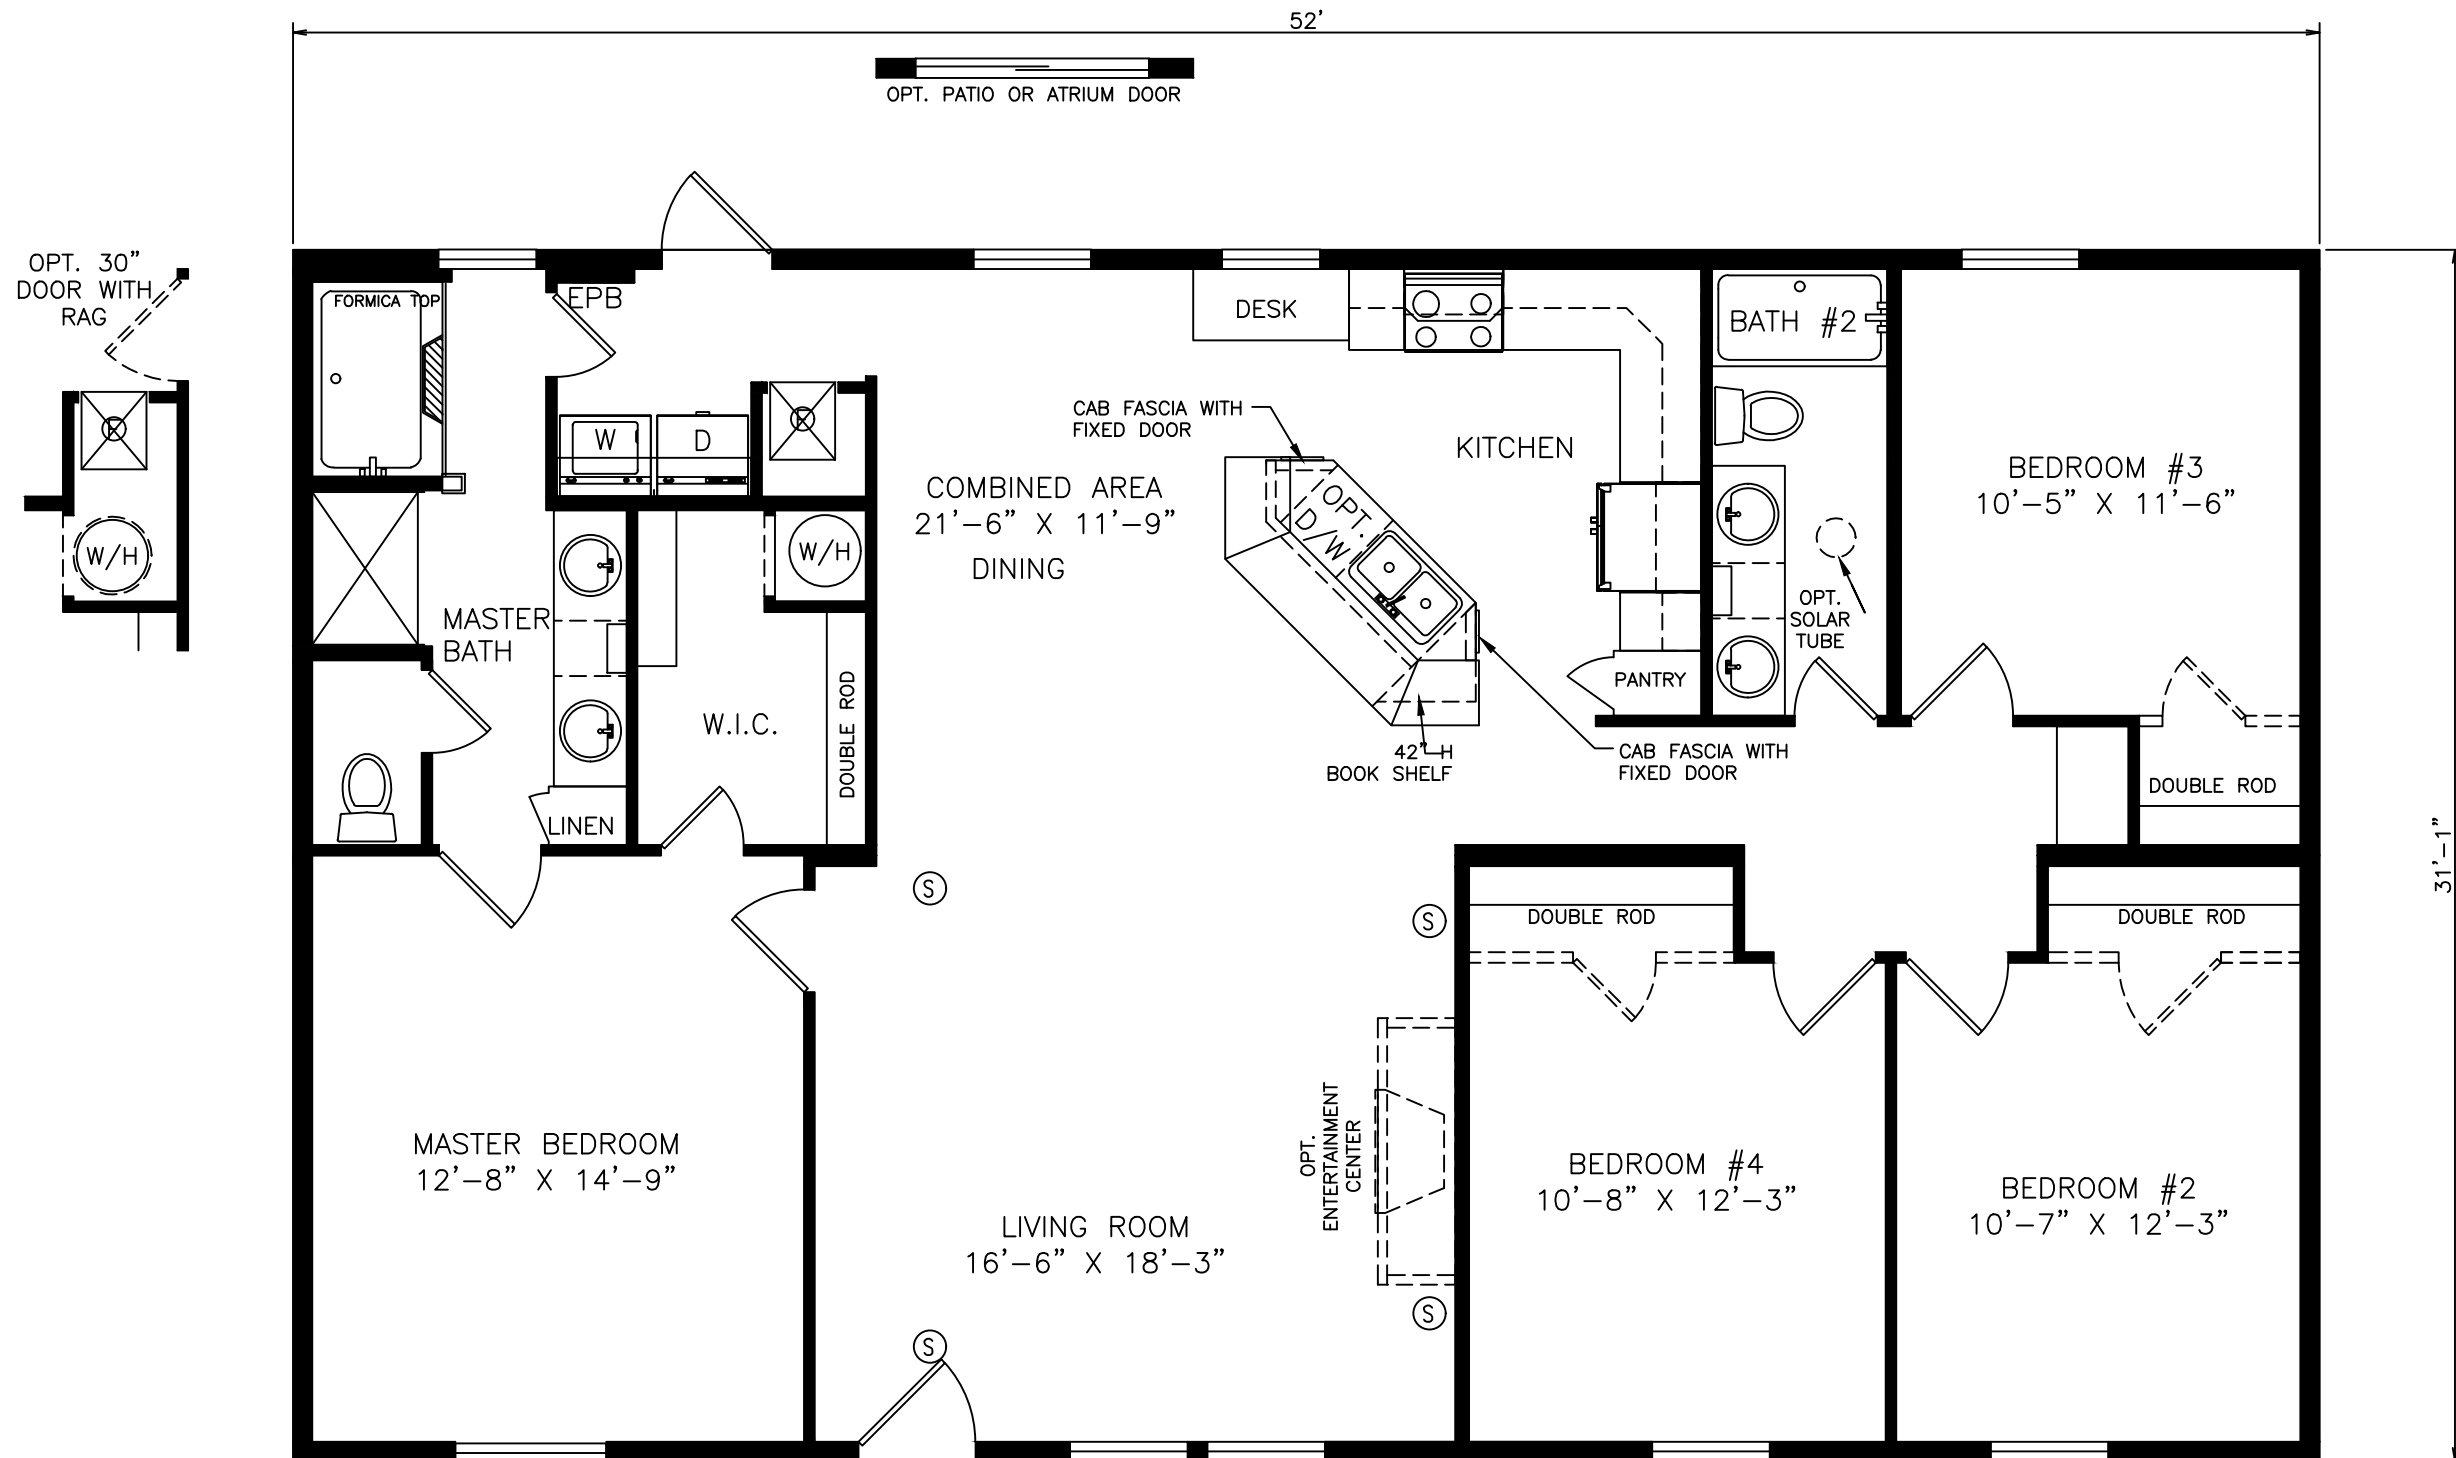 52'
OPT. PATIO OR ATRIUM DOOR
OPT. 30"
DOOR WITH
RAG
W/H
FORMICA TOP
EPB
W
D
MASTER
BATH
LINEN
W.I.C.
W/H
DOUBLE ROD
COMBINED AREA
21'-6" X 11'-9"
DINING
DESK
CAB FASCIA WITH
FIXED DOOR
KITCHEN
OPT.
D/W
PANTRY
42" H
BOOK SHELF
CAB FASCIA WITH
FIXED DOOR
BATH #2
OPT.
SOLAR
TUBE
BEDROOM #3
10'-5" X 11'-6"
DOUBLE ROD
31'-1"
S
S
DOUBLE ROD
DOUBLE ROD
MASTER BEDROOM
12'-8" X 14'-9"
LIVING ROOM
16'-6" X 18'-3"
OPT.
ENTERTAINMENT
CENTER
BEDROOM #4
10'-8" X 12'-3"
BEDROOM #2
10'-7" X 12'-3"
S
S